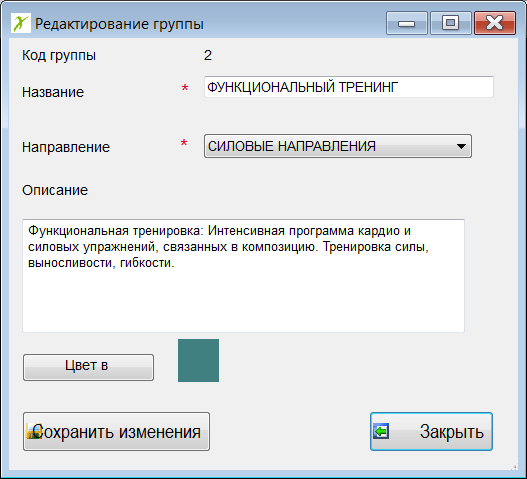 Редактирование группы
Код группы 2
Название * ФУНКЦИОНАЛЬНЫЙ ТРЕНИНГ
Направление * СИЛОВЫЕ НАПРАВЛЕНИЯ
Описание
Функциональная тренировка: Интенсивная программа кардио и
силовых упражнений, связанных в композицию. Тренировка силы,
выносливости, гибкости.
Цвет в
Сохранить изменения Закрыть